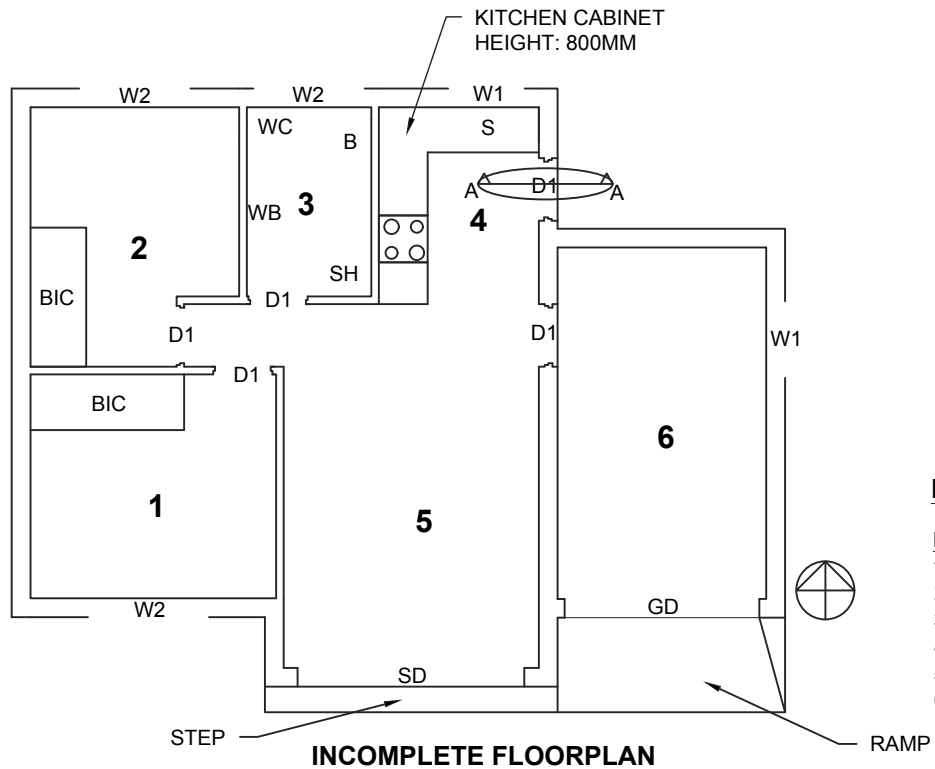 KITCHEN CABINET
HEIGHT: 800MM
W2
W2
W1
WC
B
S
A
D1
A
WB
3
4
2
SH
BIC
D1
D1
D1
W1
D1
BIC
6
1
5
W2
GD
SD
STEP
RAMP
INCOMPLETE FLOORPLAN